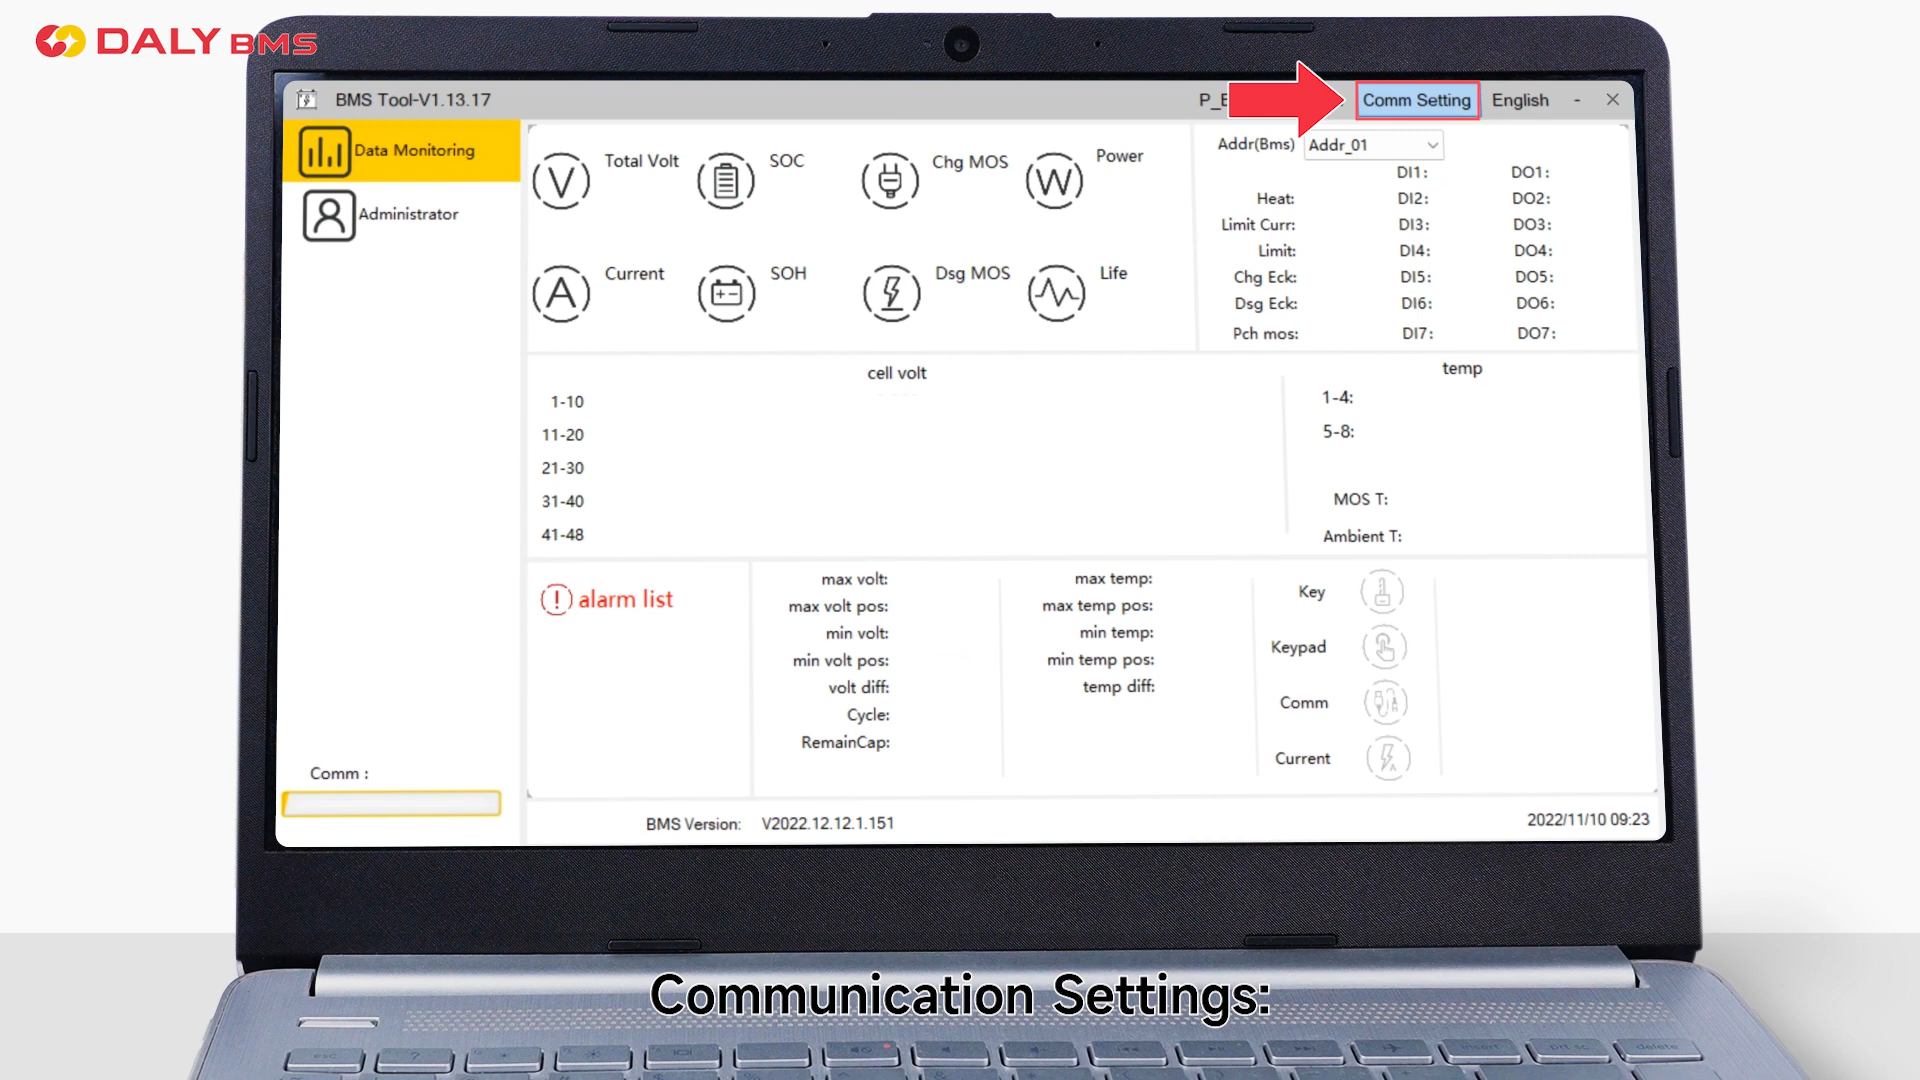 DALY BMS
BMS Tool-V1.13.17
Comm Setting
English
- ×
Data Monitoring
Administrator
Total Volt
SOC
Chg MOS
Power
Current
SOH
Dsg MOS
Life
Addr(Bms)
Addr_01
DI1:
DO1:
Heat:
DI2:
DO2:
Limit Curr:
DI3:
DO3:
Limit:
DI4:
DO4:
Chg Eck:
DI5:
DO5:
Dsg Eck:
DI6:
DO6:
Pch mos:
DI7:
DO7:
cell volt
1-10
11-20
21-30
31-40
41-48
temp
1-4:
5-8:
MOS T:
Ambient T:
alarm list
max volt:
max volt pos:
min volt:
min volt pos:
volt diff:
Cycle:
RemainCap:
max temp:
max temp pos:
min temp:
min temp pos:
temp diff:
Key
Keypad
Comm
Current
Comm :
BMS Version:
V2022.12.12.1.151
2022/11/10 09:23
Communication Settings:
esc
insert
prt sc
delete